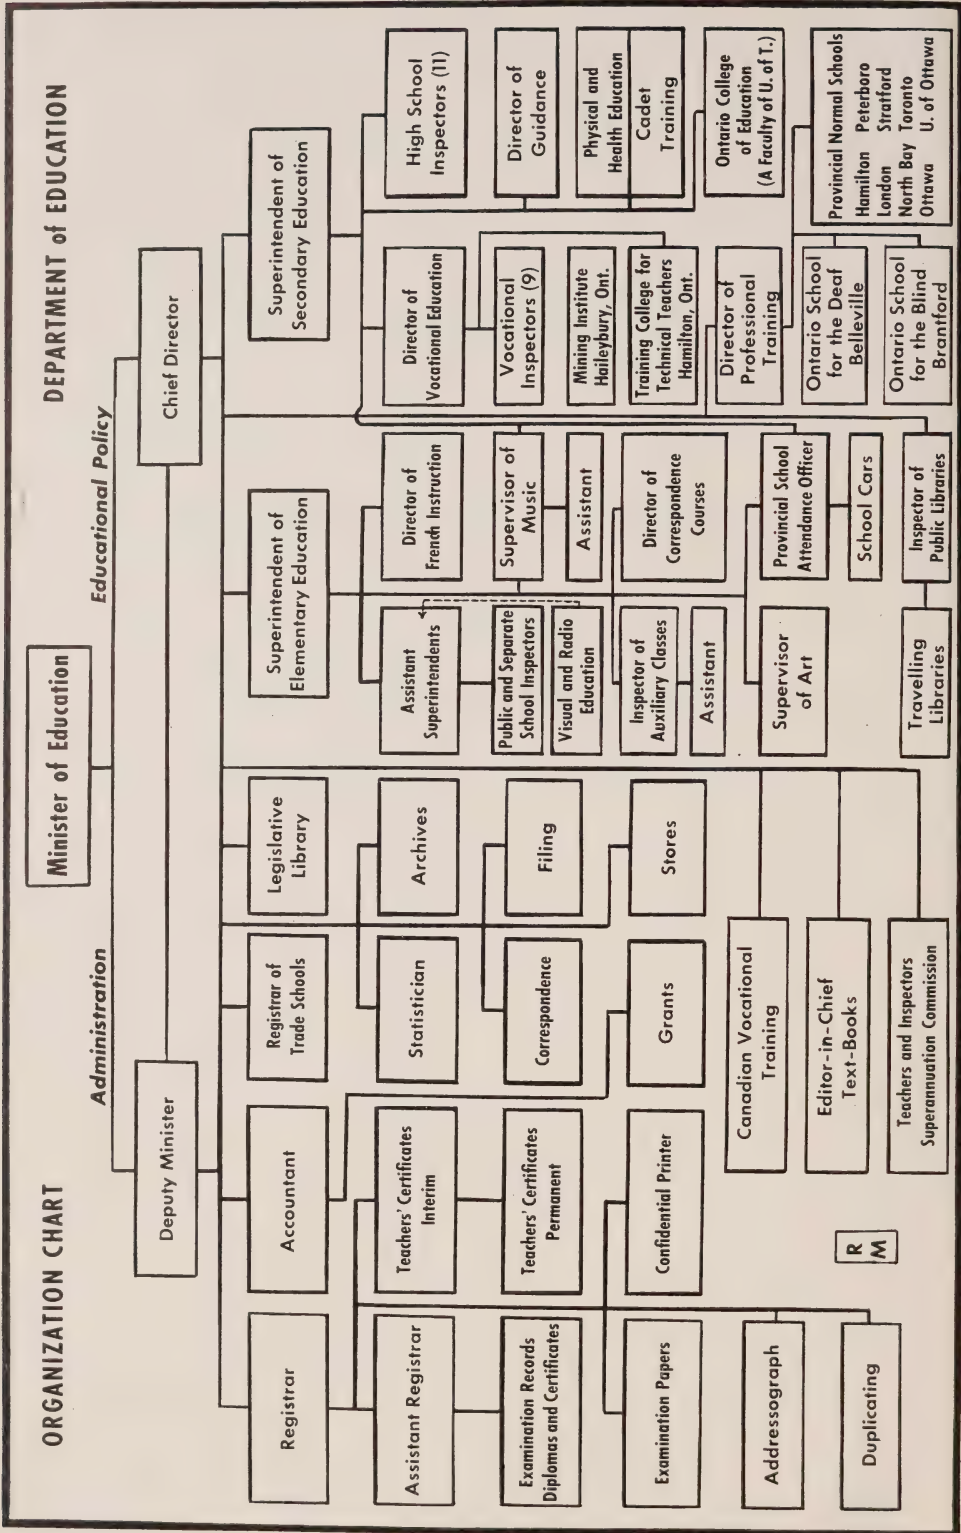 ORGANIZATION CHART
DEPARTMENT of EDUCATION
Minister of Education
Administration
Educational Policy
Deputy Minister
Chief Director
Registrar
Accountant
Registrar of
Trade Schools
Legislative
Library
Superintendent of
Elementary Education
Superintendent of
Secondary Education
Assistant Registrar
Teachers' Certificates
Interim
Statistician
Archives
Examination Records
Diplomas and Certificates
Teachers' Certificates
Permanent
Correspondence
Filing
Examination Papers
Confidential Printer
Grants
Stores
Addressograph
Duplicating
R
M
Canadian Vocational
Training
Editor-in-Chief
Text-Books
Teachers and Inspectors
Superannuation Commission
Assistant
Superintendents
Director of
French Instruction
Public and Separate
School Inspectors
Visual and Radio
Education
Supervisor of
Music
Assistant
Inspector of
Auxiliary Classes
Assistant
Director of
Correspondence
Courses
Supervisor
of Art
Provincial School
Attendance Officer
School Cars
Travelling
Libraries
Inspector of
Public Libraries
Director of
Vocational Education
High School
Inspectors (11)
Vocational
Inspectors (9)
Director of
Guidance
Mining Institute
Haileybury, Ont.
Physical and
Health Education
Cadet
Training
Training College for
Technical Teachers
Hamilton, Ont.
Ontario College
of Education
(A Faculty of U. of T.)
Director of
Professional
Training
Provincial Normal Schools
Hamilton Peterboro
London Stratford
North Bay Toronto
Ottawa U. of Ottawa
Ontario School
for the Deaf
Belleville
Ontario School
for the Blind
Brantford